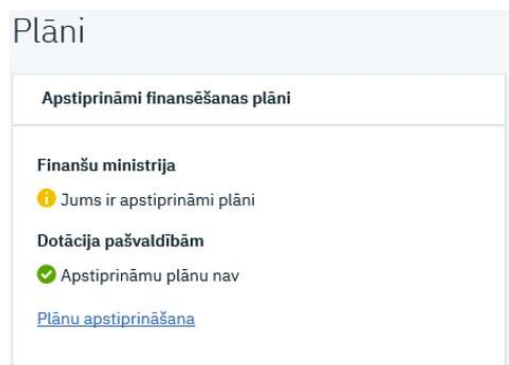 Plāni
Apstiprināmi finansēšanas plāni
Finanšu ministrija
Jums ir apstiprināmi plāni
Dotācija pašvaldībām
Apstiprināmu plānu nav
Plānu apstiprināšana